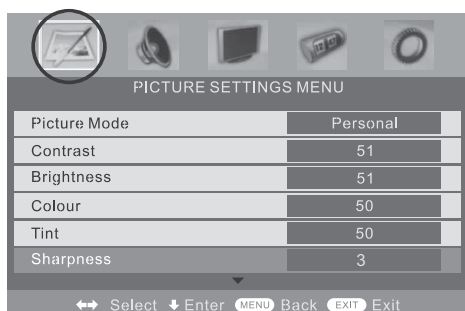 PICTURE SETTINGS MENU
Picture Mode Personal
Contrast 51
Brightness 51
Colour 50
Tint 50
Sharpness 3
Select Enter MENU Back EXIT Exit